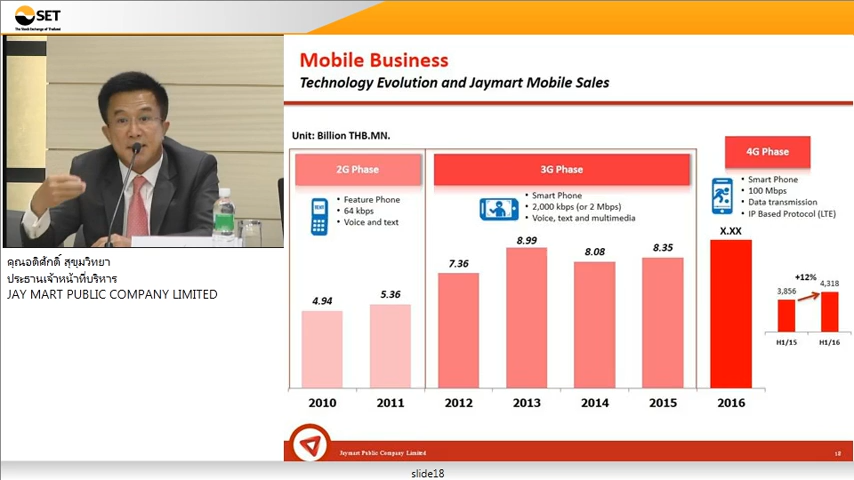 SET
The Stock Exchange of Thailand
Mobile Business
Technology Evolution and Jaymart Mobile Sales
Unit: Billion THB.MN.
2G Phase
• Feature Phone
• 64 kbps
• Voice and text
3G Phase
• Smart Phone
• 2,000 kbps (or 2 Mbps)
• Voice, text and multimedia
4G Phase
• Smart Phone
• 100 Mbps
• Data transmission
• IP Based Protocol (LTE)
4.94
5.36
7.36
8.99
8.08
8.35
X.XX
2010
2011
2012
2013
2014
2015
2016
+12%
3,856
4,318
H1/15
H1/16
คุณอดิศักดิ์ สุขุมวิทยา
ประธานเจ้าหน้าที่บริหาร
JAY MART PUBLIC COMPANY LIMITED
Jaymart Public Company Limited
18
slide18